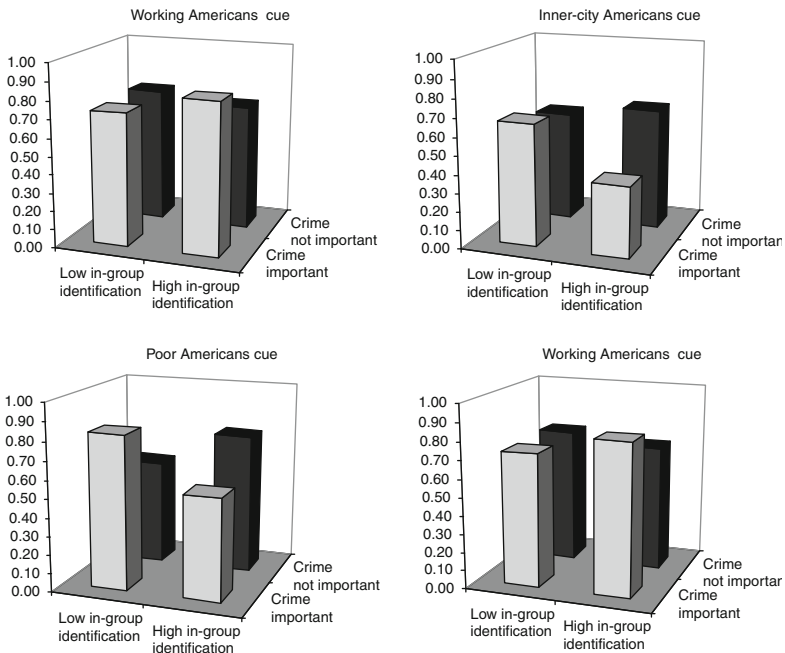 Working Americans cue
1.00
0.90
0.80
0.70
0.60
0.50
0.40
0.30
0.20
0.10
0.00
Low in-group
identification
High in-group
identification
Crime
not important
Crime
important
Inner-city Americans cue
1.00
0.90
0.80
0.70
0.60
0.50
0.40
0.30
0.20
0.10
0.00
Low in-group
identification
High in-group
identification
Crime
not importan
Crime
important
Poor Americans cue
1.00
0.90
0.80
0.70
0.60
0.50
0.40
0.30
0.20
0.10
0.00
Low in-group
identification
High in-group
identification
Crime
not important
Crime
important
Working Americans cue
1.00
0.90
0.80
0.70
0.60
0.50
0.40
0.30
0.20
0.10
0.00
Low in-group
identification
High in-group
identification
Crime
not importan
Crime
important